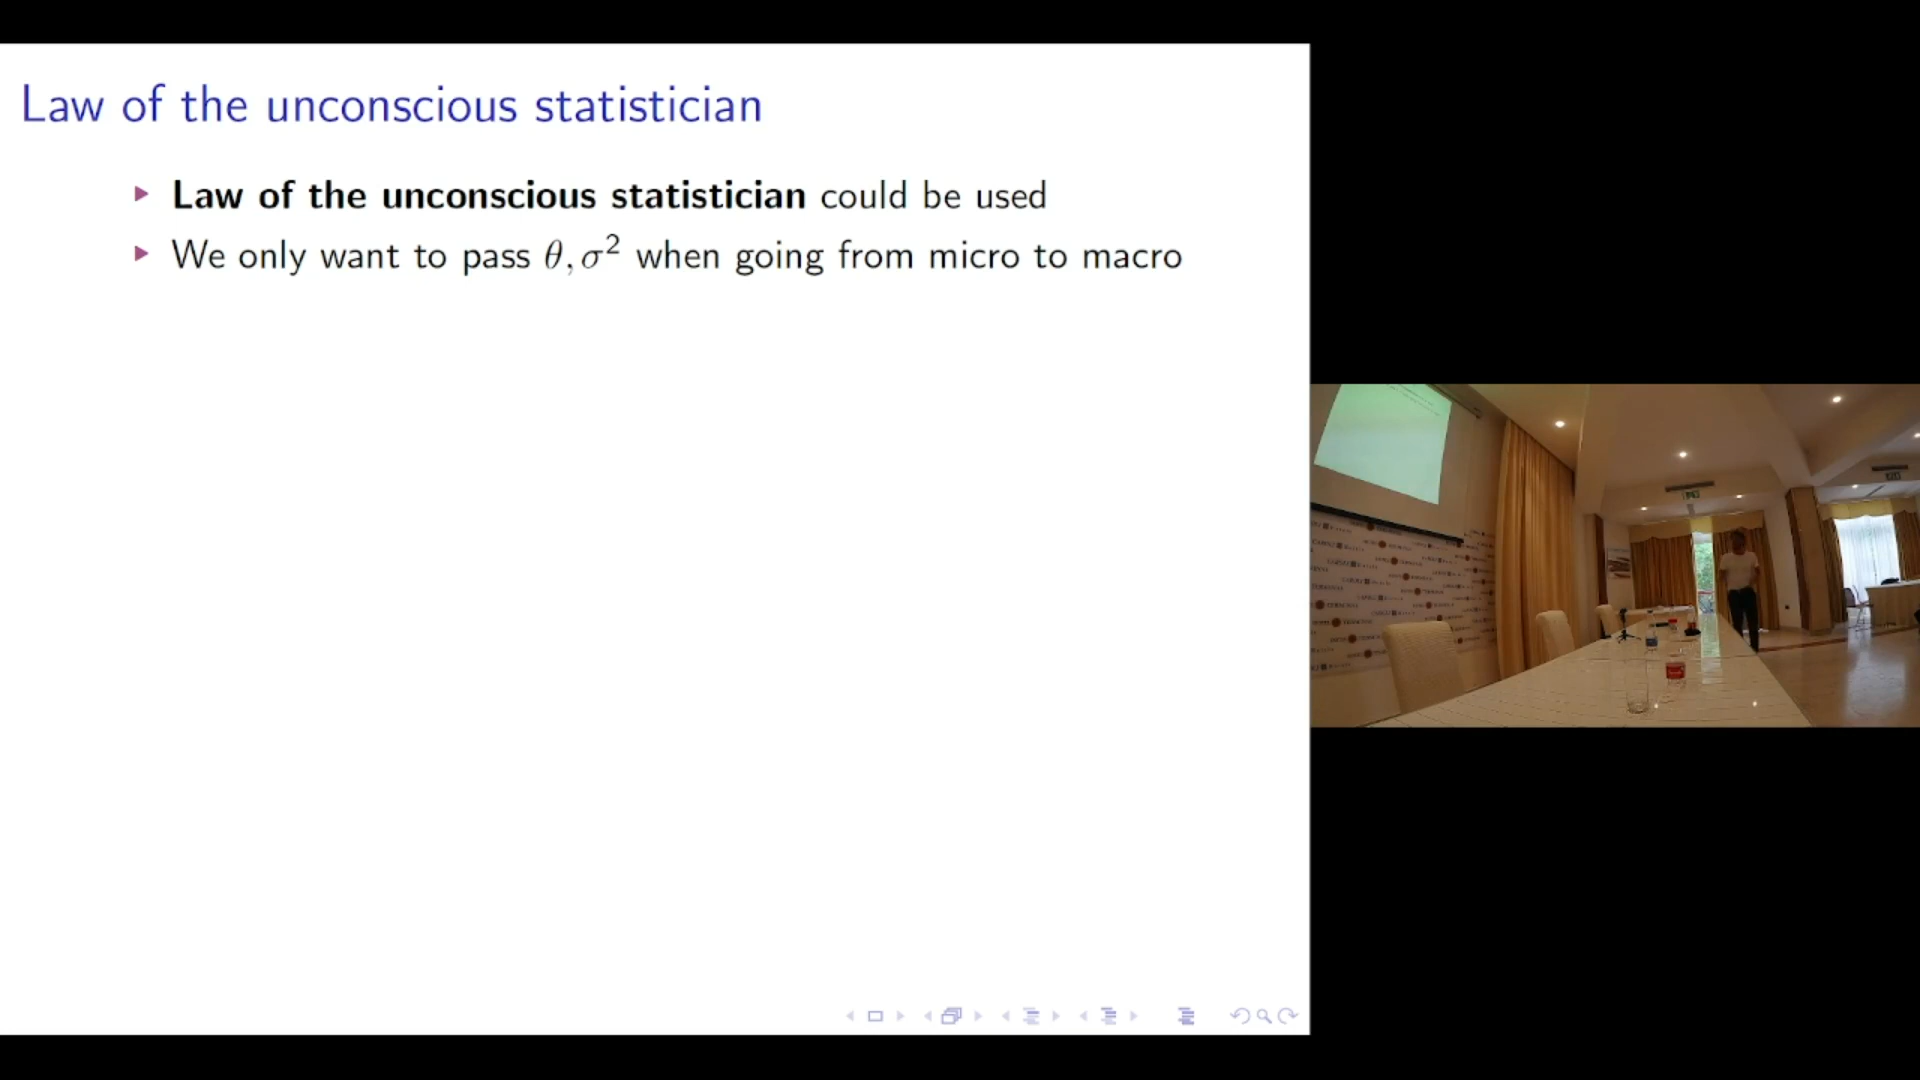 Law of the unconscious statistician
Law of the unconscious statistician could be used
We only want to pass θ, σ² when going from micro to macro